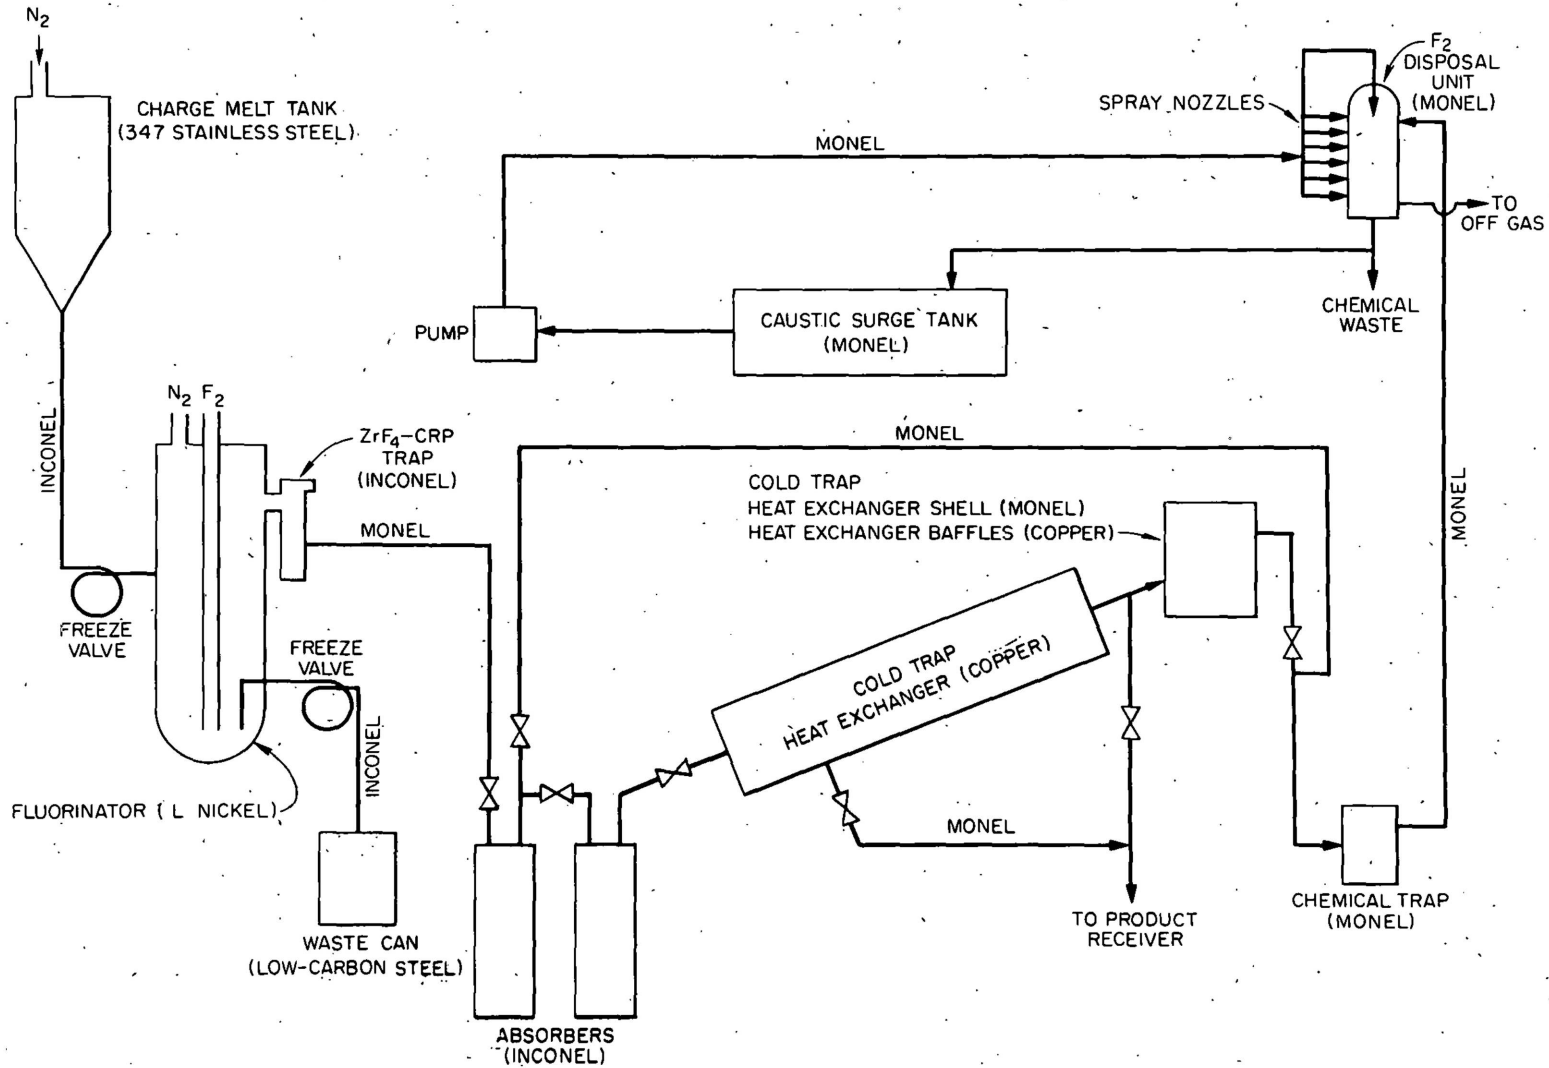 N2
CHARGE MELT TANK
(347 STAINLESS STEEL)
F2
DISPOSAL
UNIT
(MONEL)
SPRAY NOZZLES
MONEL
TO
OFF GAS
CHEMICAL
WASTE
PUMP
CAUSTIC SURGE TANK
(MONEL)
INCONEL
N2 F2
ZrF4-CRP
TRAP
(INCONEL)
MONEL
MONEL
COLD TRAP
HEAT EXCHANGER SHELL (MONEL)
HEAT EXCHANGER BAFFLES (COPPER)
MONEL
FREEZE
VALVE
FREEZE
VALVE
INCONEL
COLD TRAP
HEAT EXCHANGER (COPPER)
FLUORINATOR (L NICKEL)
MONEL
WASTE CAN
(LOW-CARBON STEEL)
TO PRODUCT
RECEIVER
CHEMICAL TRAP
(MONEL)
ABSORBERS
(INCONEL)